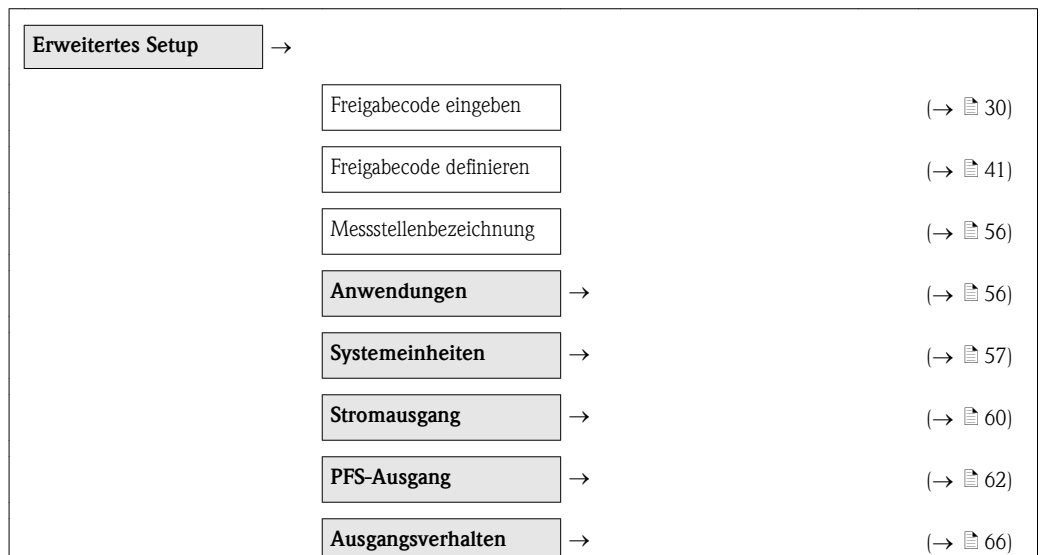 Erweitertes Setup →
Freigabecode eingeben (→ 🖹 30)
Freigabecode definieren (→ 🖹 41)
Messstellenbezeichnung (→ 🖹 56)
Anwendungen → (→ 🖹 56)
Systemeinheiten → (→ 🖹 57)
Stromausgang → (→ 🖹 60)
PFS-Ausgang → (→ 🖹 62)
Ausgangsverhalten → (→ 🖹 66)